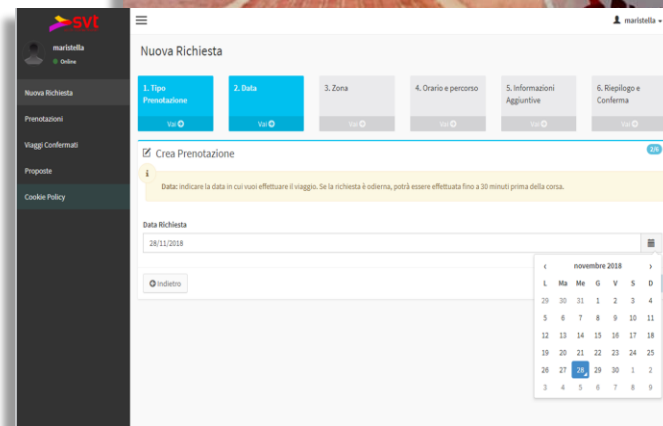 svt
maristella
maristella
Online
Nuova Richiesta
Prenotazioni
Viaggi Confermati
Proposte
Cookie Policy
Nuova Richiesta
1. Tipo
Prenotazione
Vai
2. Data
Vai
3. Zona
Vai
4. Orario e percorso
Vai
5. Informazioni
Aggiuntive
Vai
6. Riepilogo e
Conferma
Vai
Crea Prenotazione
2/6
Data: indicare la data in cui vuoi effettuare il viaggio. Se la richiesta è odierna, potrà essere effettuata fino a 30 minuti prima della corsa.
Data Richiesta
28/11/2018
Indietro
‹ novembre 2018 ›
L Ma Me G V S D
29 30 31 1 2 3 4
5 6 7 8 9 10 11
12 13 14 15 16 17 18
19 20 21 22 23 24 25
26 27 28 29 30 1 2
3 4 5 6 7 8 9